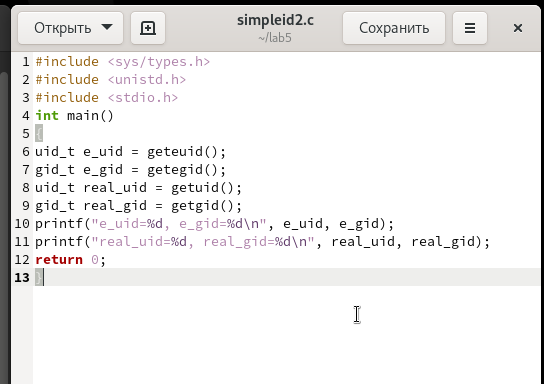 Открыть
simpleid2.c
~/lab5
Сохранить
1 #include <sys/types.h>
2 #include <unistd.h>
3 #include <stdio.h>
4 int main()
5 {
6 uid_t e_uid = geteuid();
7 gid_t e_gid = getegid();
8 uid_t real_uid = getuid();
9 gid_t real_gid = getgid();
10 printf("e_uid=%d, e_gid=%d\n", e_uid, e_gid);
11 printf("real_uid=%d, real_gid=%d\n", real_uid, real_gid);
12 return 0;
13 }